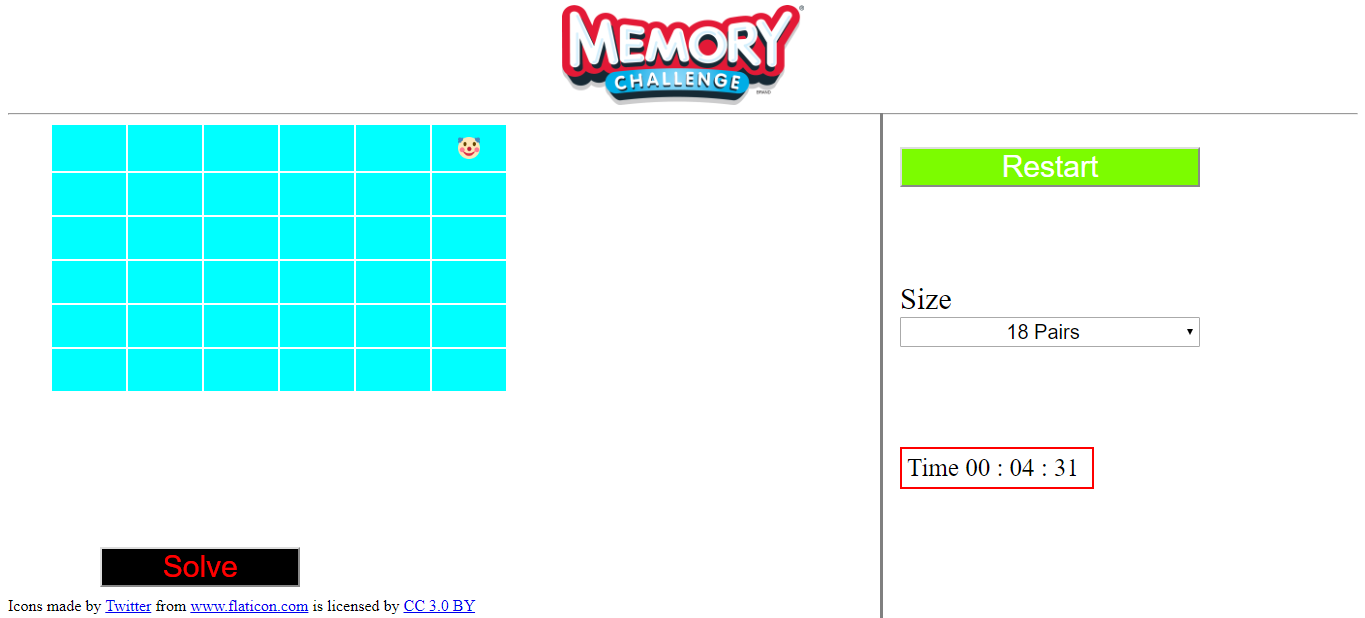 MEMORY
CHALLENGE
BRAND
Restart
Size
18 Pairs
Time 00 : 04 : 31
Solve
Icons made by Twitter from www.flaticon.com is licensed by CC 3.0 BY